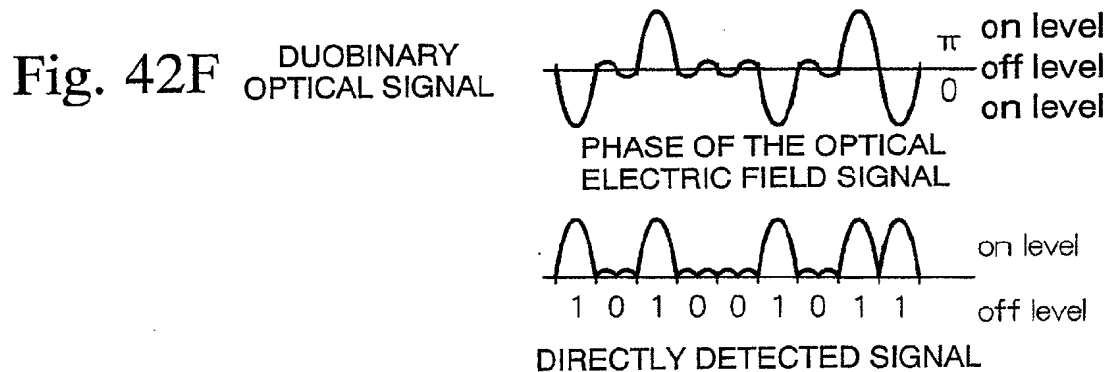 Fig. 42F
DUOBINARY
OPTICAL SIGNAL
π on level
off level
0 on level
PHASE OF THE OPTICAL
ELECTRIC FIELD SIGNAL
on level
1 0 1 0 0 1 0 1 1 off level
DIRECTLY DETECTED SIGNAL